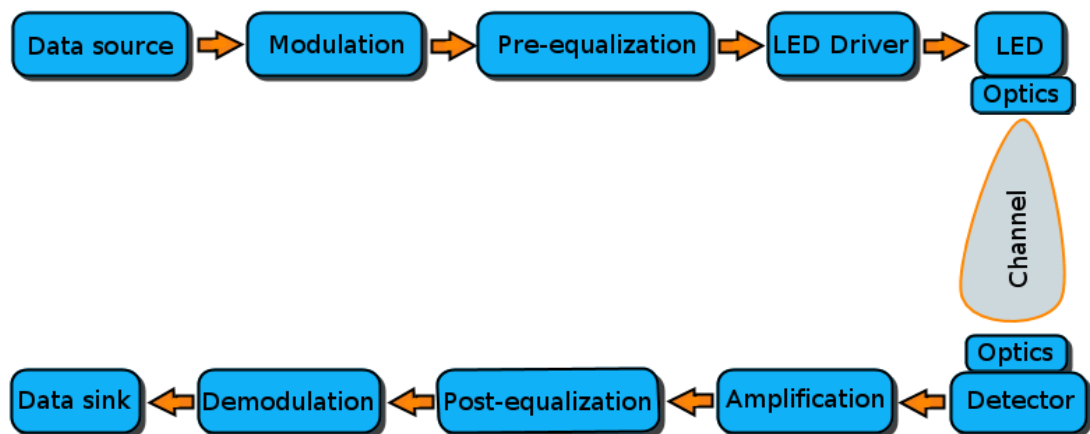 Data source
Modulation
Pre-equalization
LED Driver
LED
Optics
Channel
Optics
Detector
Amplification
Post-equalization
Demodulation
Data sink